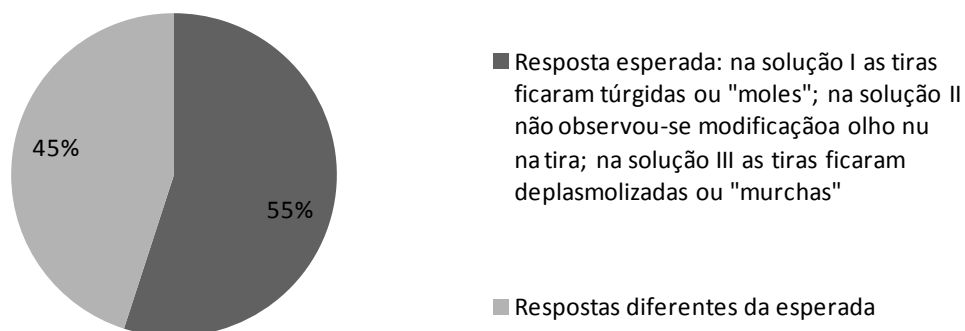 45%
55%
Resposta esperada: na solução I as tiras
ficaram túrgidas ou "moles"; na solução II
não observou-se modificaçãoa olho nu
na tira; na solução III as tiras ficaram
deplasmolizadas ou "murchas"
Respostas diferentes da esperada